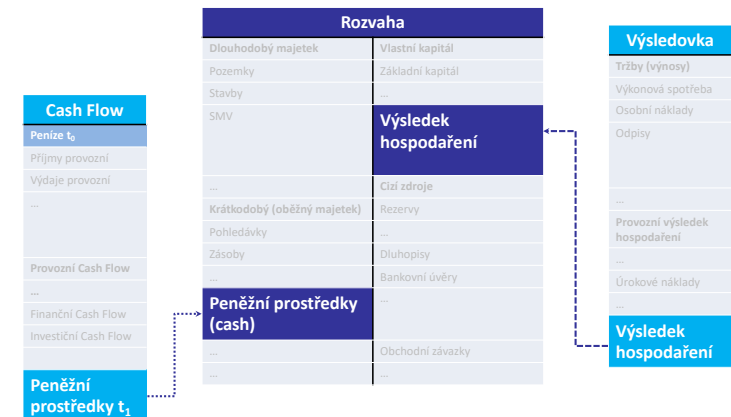 Cash Flow
Peníze t₀
Příjmy provozní
Výdaje provozní
...
Provozní Cash Flow
...
Finanční Cash Flow
Investiční Cash Flow
Peněžní
prostředky t₁
Rozvaha
Dlouhodobý majetek
Vlastní kapitál
Pozemky
Základní kapitál
Stavby
...
SMV
Výsledek
hospodaření
...
Cizí zdroje
Krátkodobý (oběžný majetek)
Rezervy
Pohledávky
...
Zásoby
Dluhopisy
...
Bankovní úvěry
Peněžní prostředky
(cash)
...
...
Obchodní závazky
...
...
Výsledovka
Tržby (výnosy)
Výkonová spotřeba
Osobní náklady
Odpisy
...
Provozní výsledek
hospodaření
...
Úrokové náklady
...
Výsledek
hospodaření